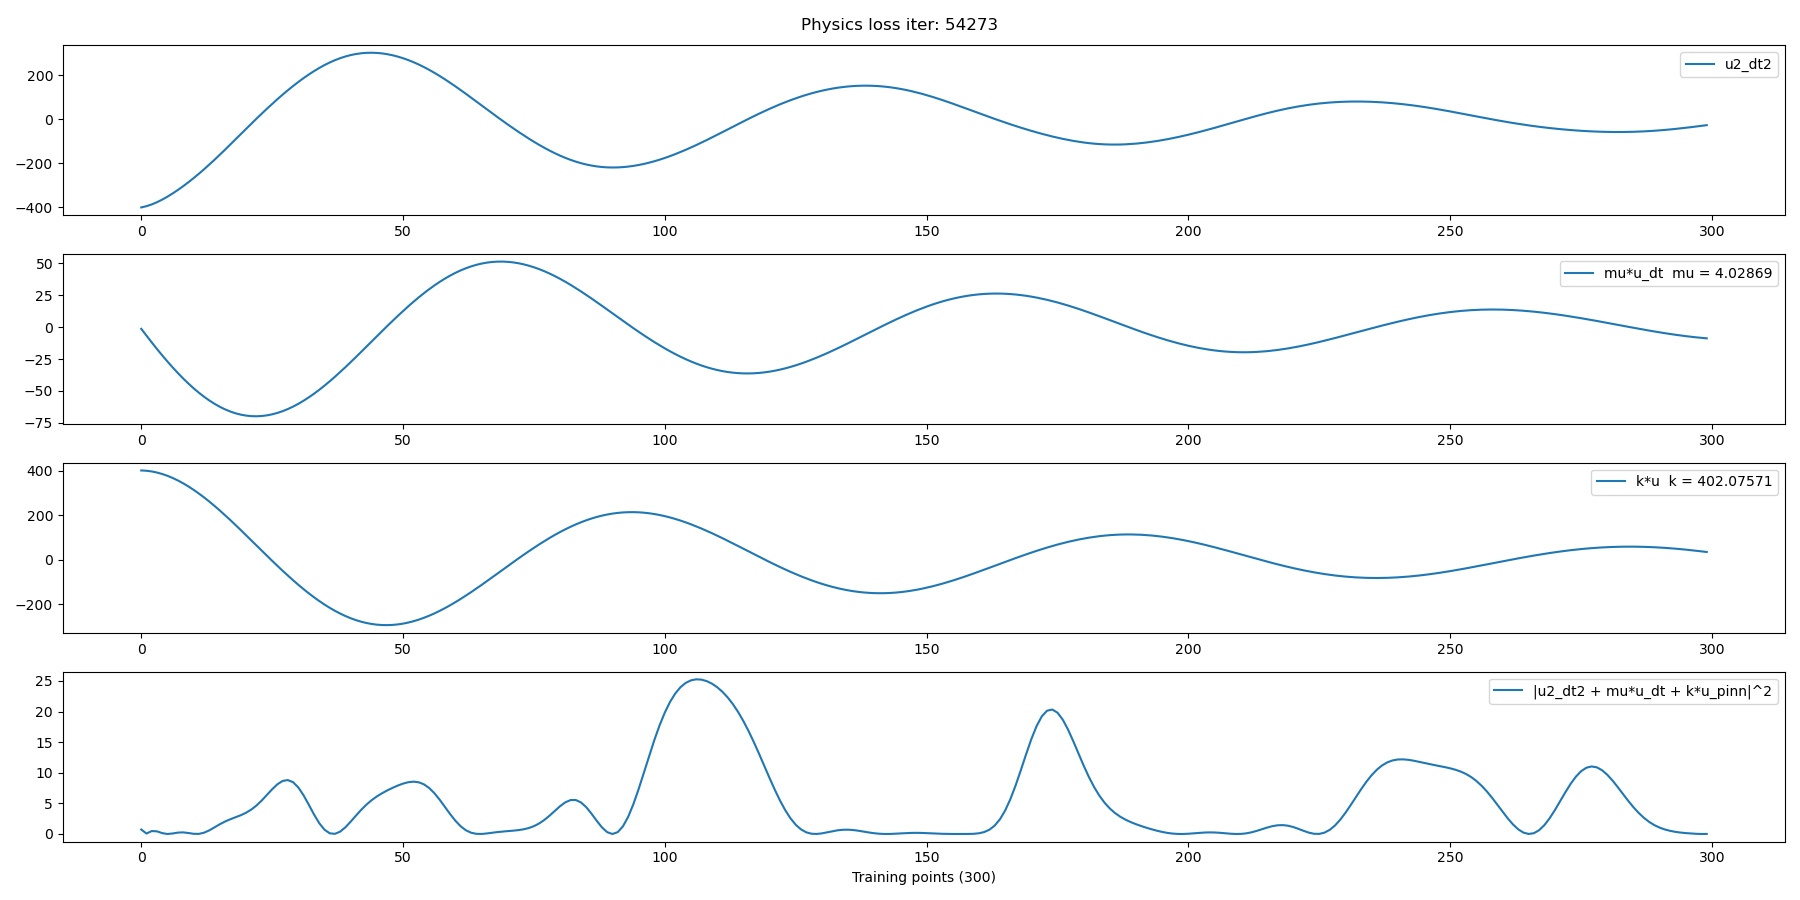 Physics loss iter: 54273
u2_dt2
200
0
−200
−400
0 50 100 150 200 250 300
mu*u_dt  mu = 4.02869
50
25
0
−25
−50
−75
0 50 100 150 200 250 300
k*u  k = 402.07571
400
200
0
−200
0 50 100 150 200 250 300
|u2_dt2 + mu*u_dt + k*u_pinn|^2
25
20
15
10
5
0
0 50 100 150 200 250 300
Training points (300)